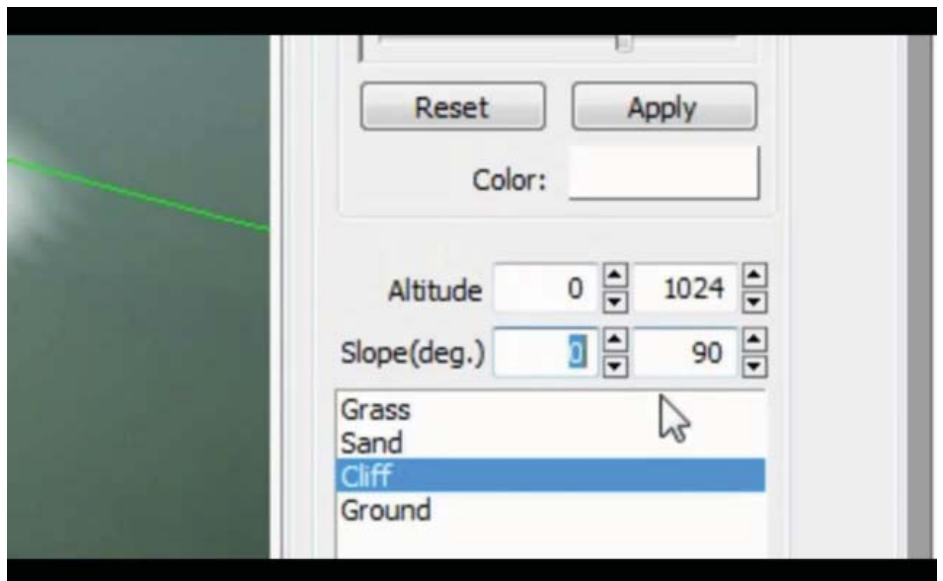 Reset Apply
Color:
Altitude 0 1024
Slope(deg.) 0 90
Grass
Sand
Cliff
Ground